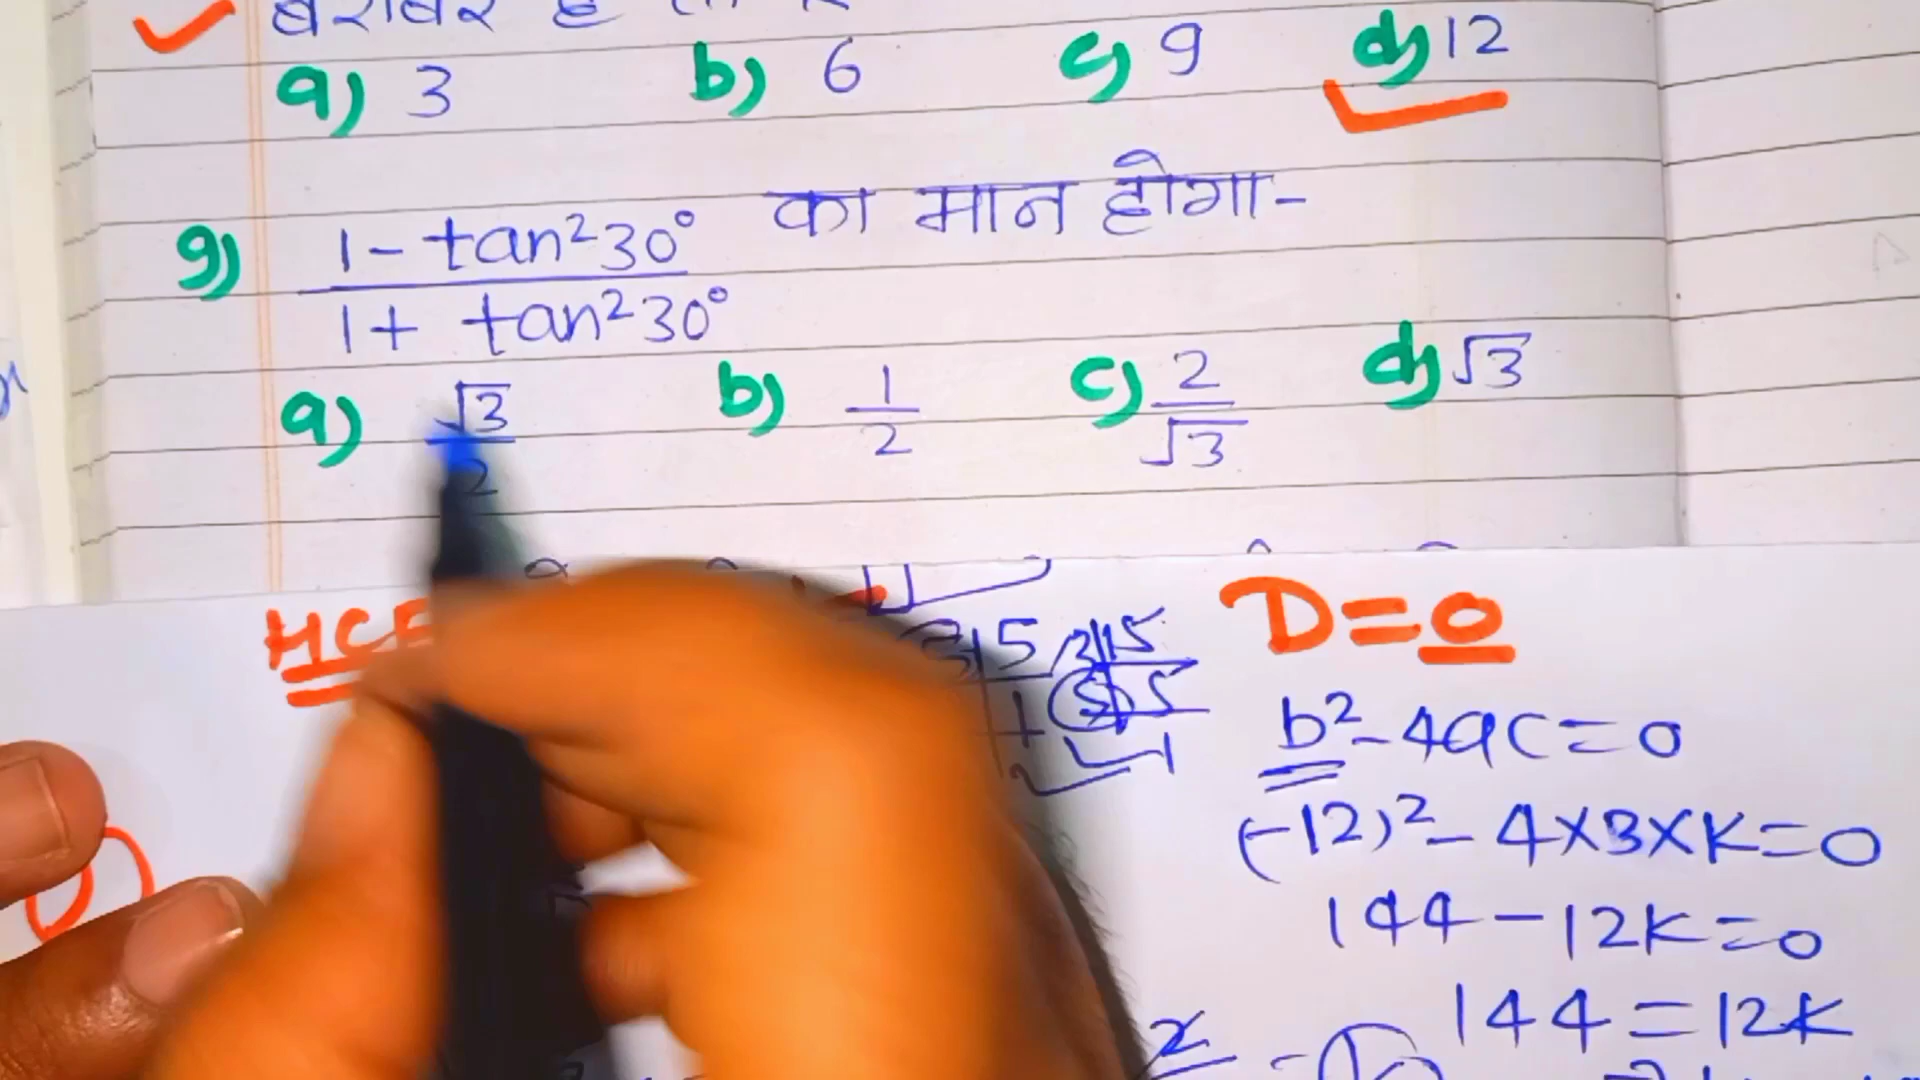 बराबर है
a) 3 b) 6 c) 9 d) 12
9) 1 - tan²30° / 1 + tan²30° का मान होगा-
a) √3/2 b) 1/2 c) 2/√3 d) √3
HCF
D=0
b²-4ac=0
(-12)²-4×3×K=0
144-12K=0
144=12K